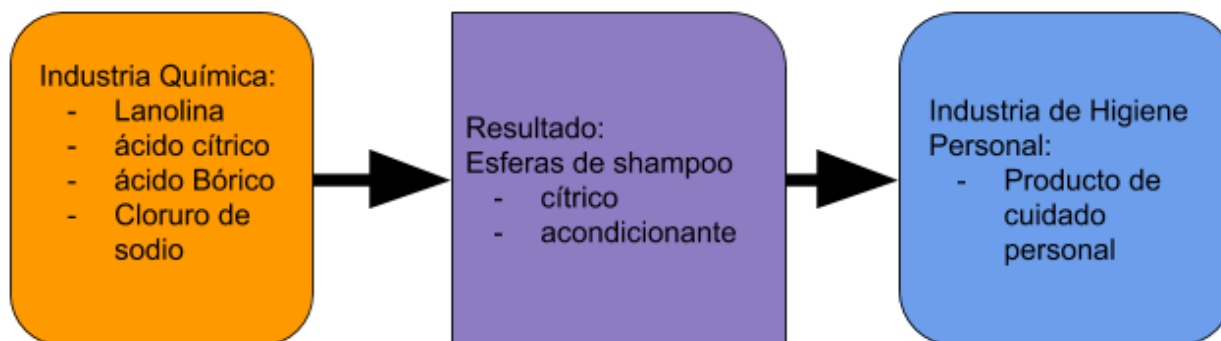 Industria Química:
- Lanolina
- ácido cítrico
- ácido Bórico
- Cloruro de
sodio
Resultado:
Esferas de shampoo
- cítrico
- acondicionante
Industria de Higiene
Personal:
- Producto de
cuidado
personal